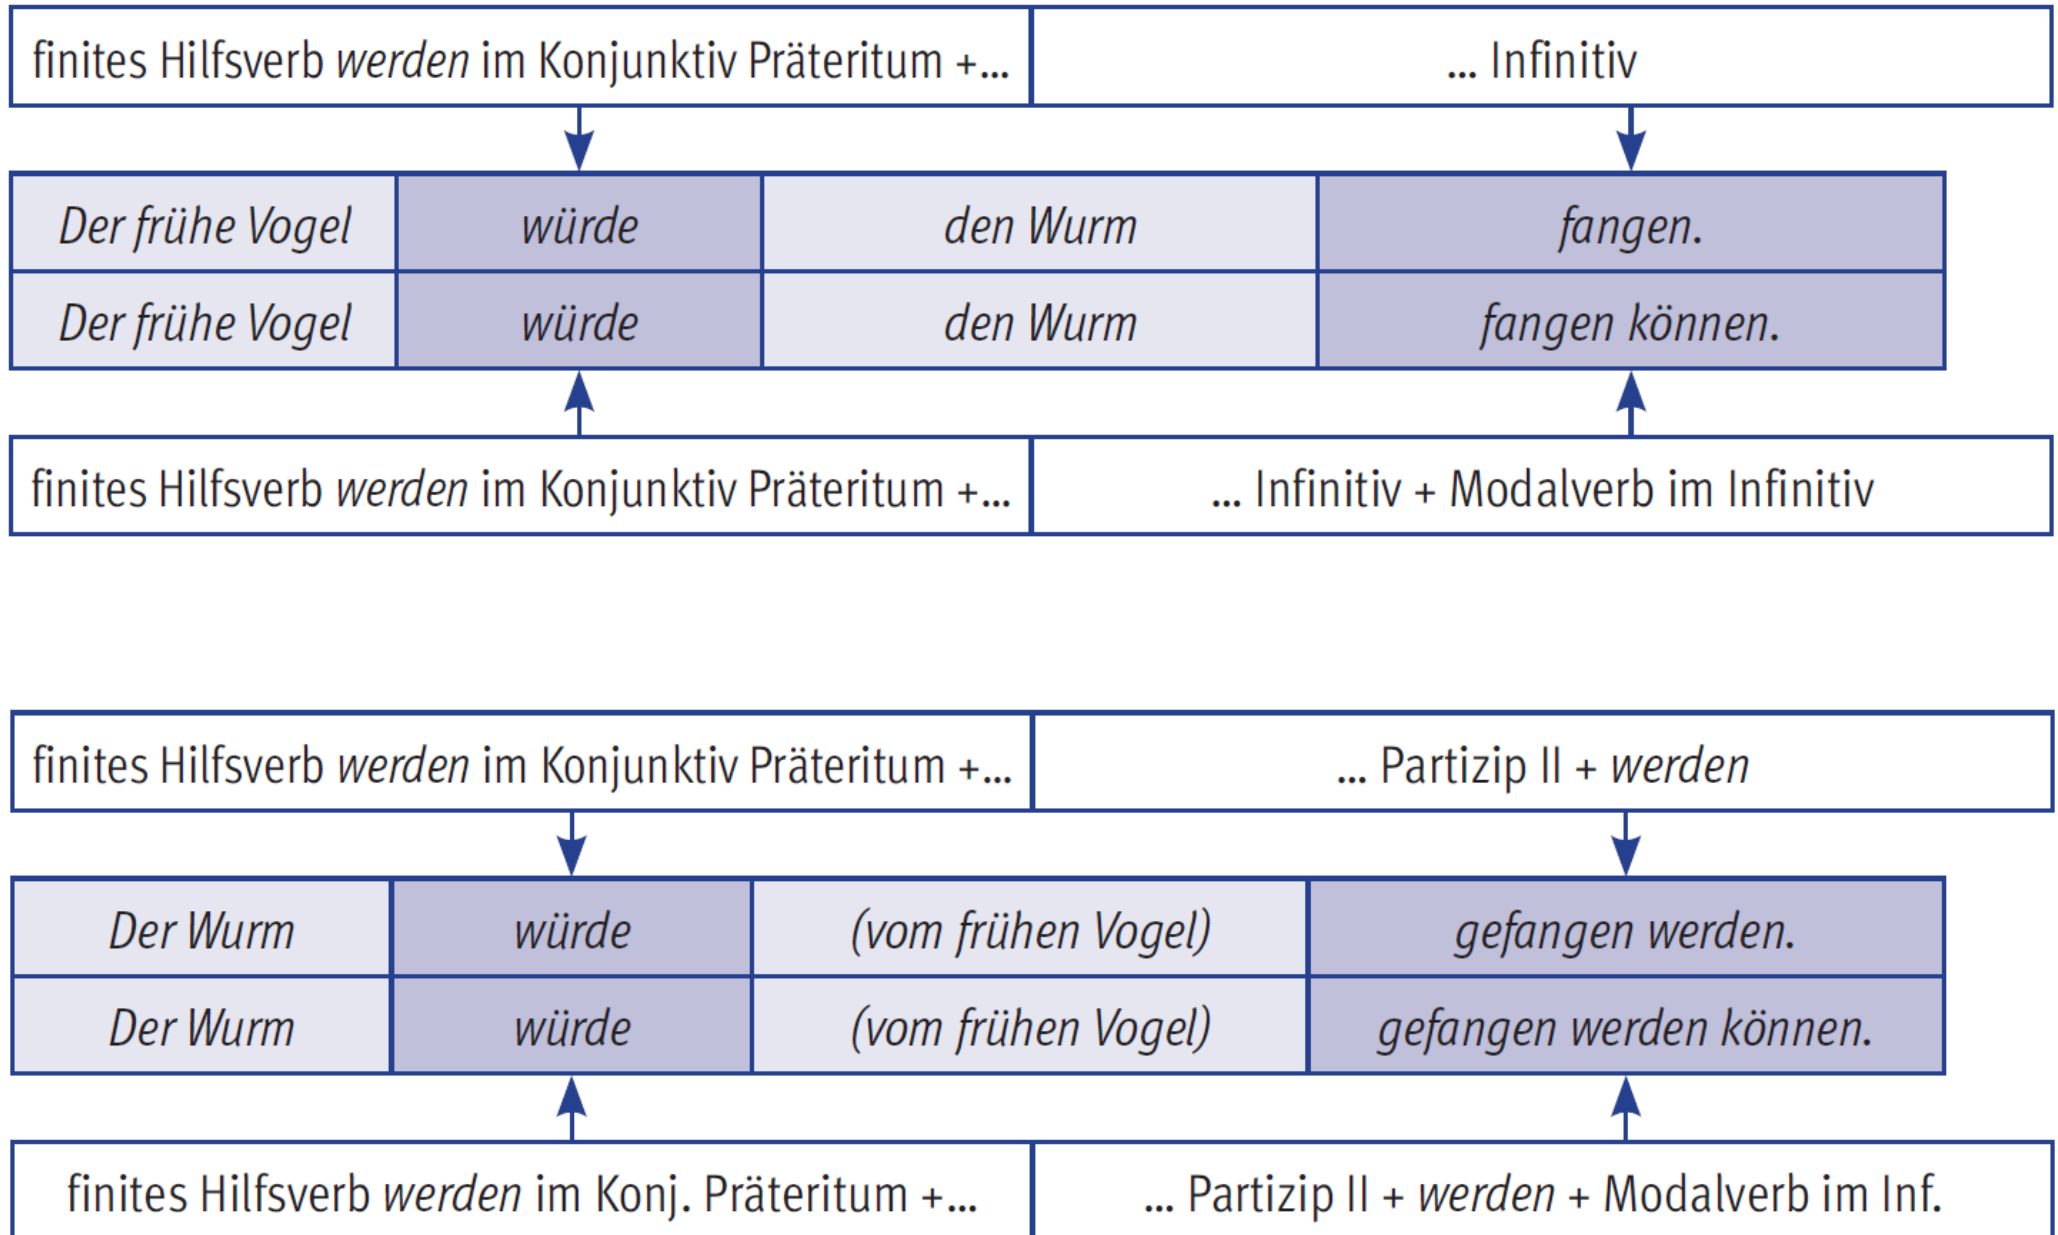 finites Hilfsverb werden im Konjunktiv Präteritum +... ... Infinitiv
Der frühe Vogel würde den Wurm fangen.
Der frühe Vogel würde den Wurm fangen können.
finites Hilfsverb werden im Konjunktiv Präteritum +... ... Infinitiv + Modalverb im Infinitiv
finites Hilfsverb werden im Konjunktiv Präteritum +... ... Partizip II + werden
Der Wurm würde (vom frühen Vogel) gefangen werden.
Der Wurm würde (vom frühen Vogel) gefangen werden können.
finites Hilfsverb werden im Konj. Präteritum +... ... Partizip II + werden + Modalverb im Inf.